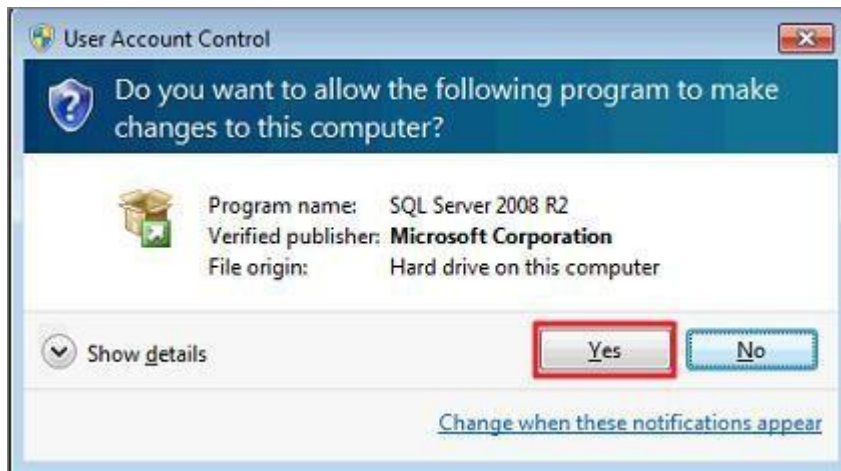 User Account Control
Do you want to allow the following program to make
changes to this computer?
Program name: SQL Server 2008 R2
Verified publisher: Microsoft Corporation
File origin: Hard drive on this computer
Show details
Yes
No
Change when these notifications appear